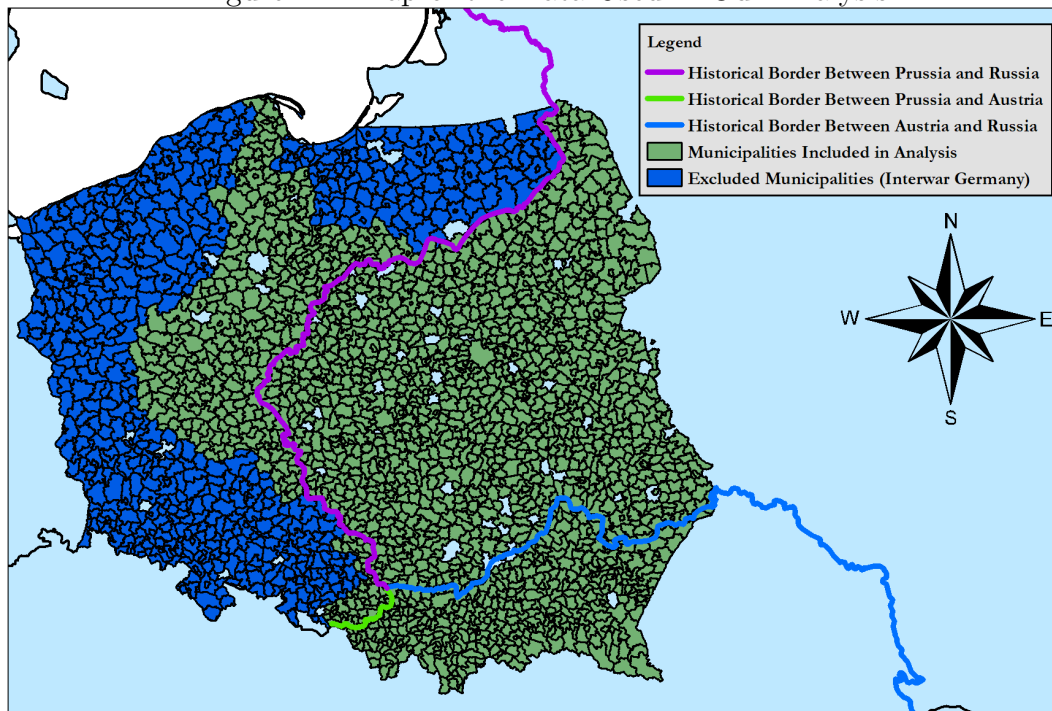 Legend
Historical Border Between Prussia and Russia
Historical Border Between Prussia and Austria
Historical Border Between Austria and Russia
Municipalities Included in Analysis
Excluded Municipalities (Interwar Germany)
N
W
E
S